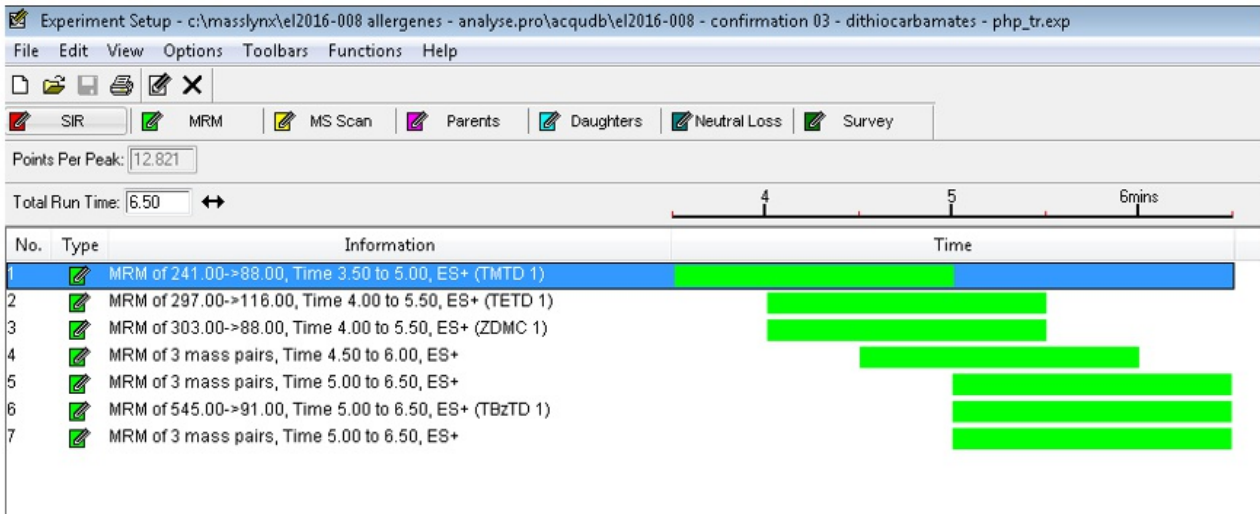 Experiment Setup - c:\masslynx\el2016-008 allergenes - analyse.pro\acqudb\el2016-008 - confirmation 03 - dithiocarbamates - php_tr.exp
File Edit View Options Toolbars Functions Help
SIR MRM MS Scan Parents Daughters Neutral Loss Survey
Points Per Peak: 12.821
Total Run Time: 6.50 4 5 6mins
No. Type Information Time
1 MRM of 241.00->88.00, Time 3.50 to 5.00, ES+ (TMTD 1)
2 MRM of 297.00->116.00, Time 4.00 to 5.50, ES+ (TETD 1)
3 MRM of 303.00->88.00, Time 4.00 to 5.50, ES+ (ZDMC 1)
4 MRM of 3 mass pairs, Time 4.50 to 6.00, ES+
5 MRM of 3 mass pairs, Time 5.00 to 6.50, ES+
6 MRM of 545.00->91.00, Time 5.00 to 6.50, ES+ (TBzTD 1)
7 MRM of 3 mass pairs, Time 5.00 to 6.50, ES+